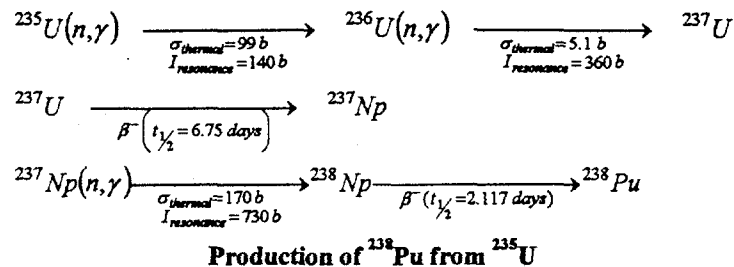 ²³⁵U(n,γ) σthermal=99 b Iresonance=140 b ²³⁶U(n,γ) σthermal=5.1 b Iresonance=360 b ²³⁷U
²³⁷U β⁻(t½=6.75 days) ²³⁷Np
²³⁷Np(n,γ) σthermal=170 b Iresonance=730 b ²³⁸Np β⁻(t½=2.117 days) ²³⁸Pu
Production of ²³⁸Pu from ²³⁵U